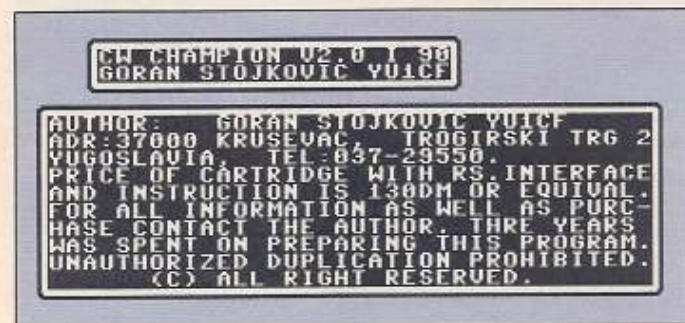 CW CHAMPION V2.0 I 90
GORAN STOJKOVIC YU1CF
AUTHOR: GORAN STOJKOVIC YU1CF
ADR:37000 KRUSEVAC, TROGIRSKI TRG 2
YUGOSLAVIA, TEL:037-29550.
PRICE OF CARTRIDGE WITH RS.INTERFACE
AND INSTRUCTION IS 130DM OR EQUIVAL.
FOR ALL INFORMATION AS WELL AS PURC-
HASE CONTACT THE AUTHOR. THRE YEARS
WAS SPENT ON PREPARING THIS PROGRAM.
UNAUTHORIZED DUPLICATION PROHIBITED.
(C) ALL RIGHT RESERVED.